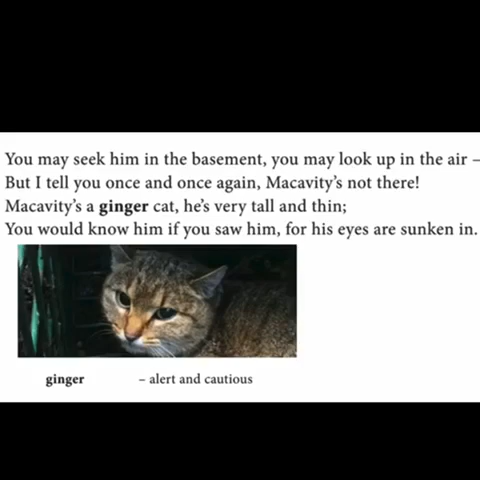 You may seek him in the basement, you may look up in the air –
But I tell you once and once again, Macavity's not there!
Macavity's a ginger cat, he's very tall and thin;
You would know him if you saw him, for his eyes are sunken in.
ginger – alert and cautious